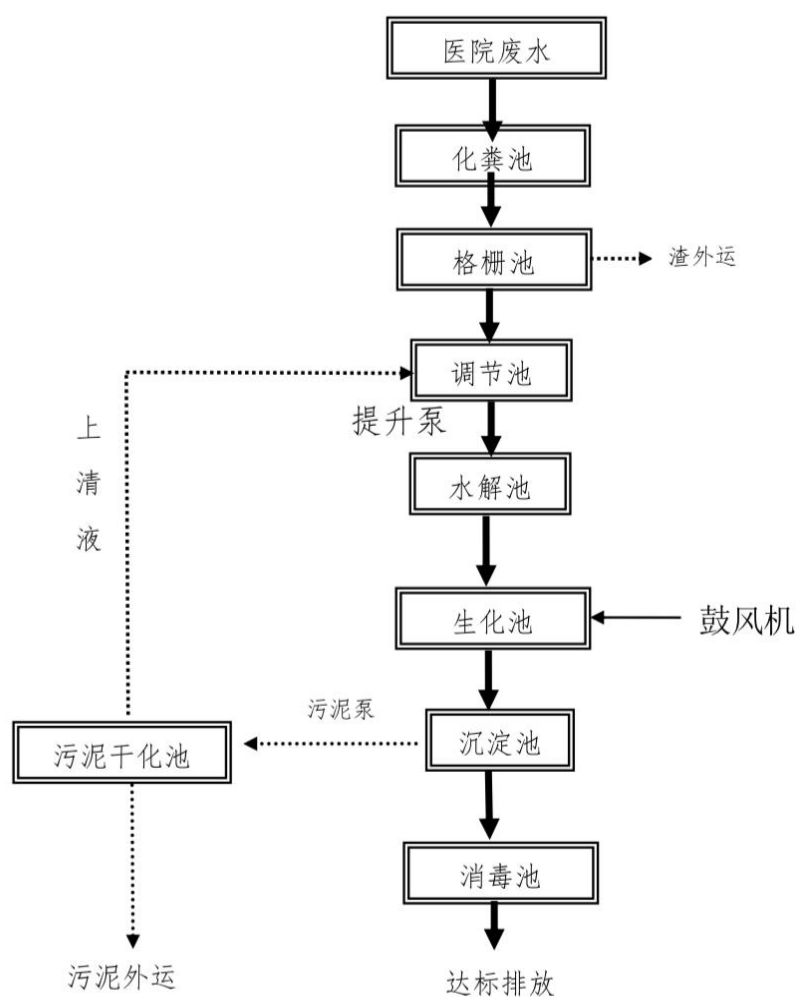 医院废水
化粪池
格栅池
渣外运
调节池
提升泵
上
清
液
水解池
生化池
鼓风机
污泥泵
沉淀池
污泥干化池
消毒池
污泥外运
达标排放